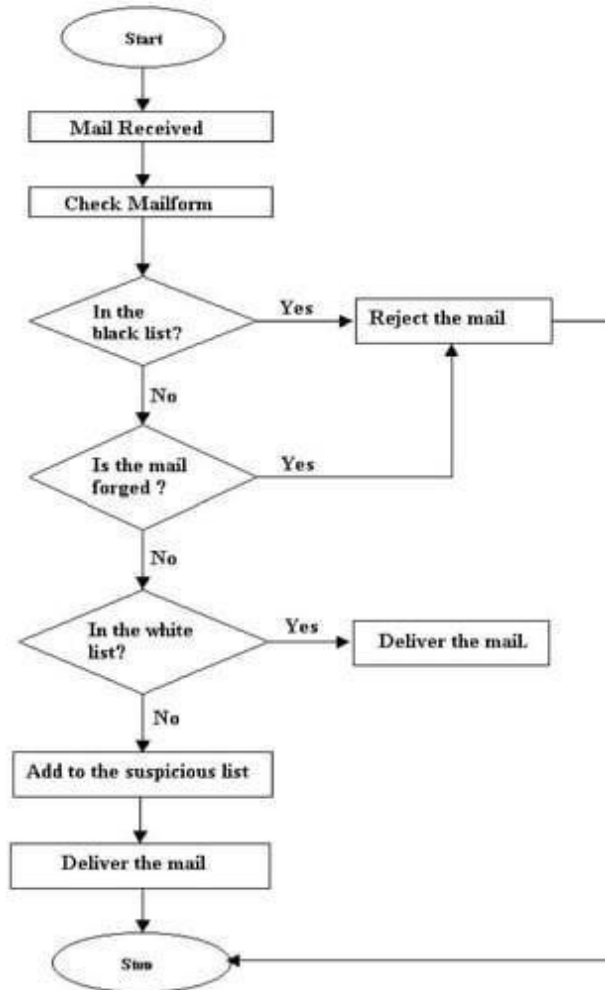 Start
Mail Received
Check Mailform
In the
black list?
Yes
Reject the mail
No
Is the mail
forged ?
Yes
No
In the white
list?
Yes
Deliver the mail.
No
Add to the suspicious list
Deliver the mail
Stop